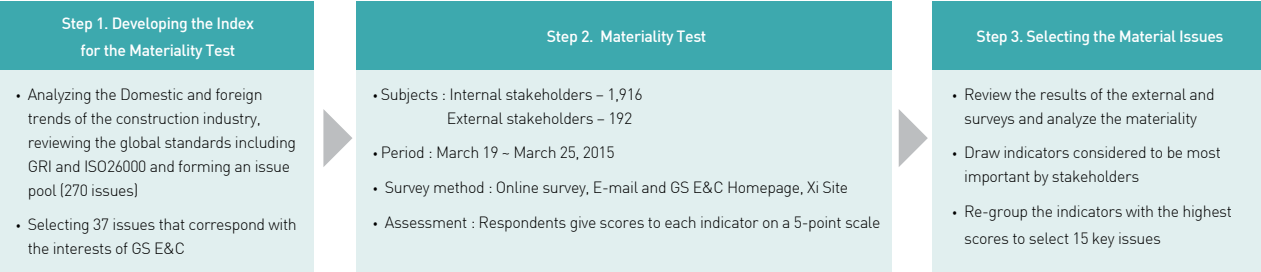 Step 1. Developing the Index
for the Materiality Test
• Analyzing the Domestic and foreign
trends of the construction industry,
reviewing the global standards including
GRI and ISO26000 and forming an issue
pool (270 issues)
• Selecting 37 issues that correspond with
the interests of GS E&C
Step 2. Materiality Test
• Subjects : Internal stakeholders – 1,916
External stakeholders – 192
• Period : March 19 ~ March 25, 2015
• Survey method : Online survey, E-mail and GS E&C Homepage, Xi Site
• Assessment : Respondents give scores to each indicator on a 5-point scale
Step 3. Selecting the Material Issues
• Review the results of the external and
surveys and analyze the materiality
• Draw indicators considered to be most
important by stakeholders
• Re-group the indicators with the highest
scores to select 15 key issues